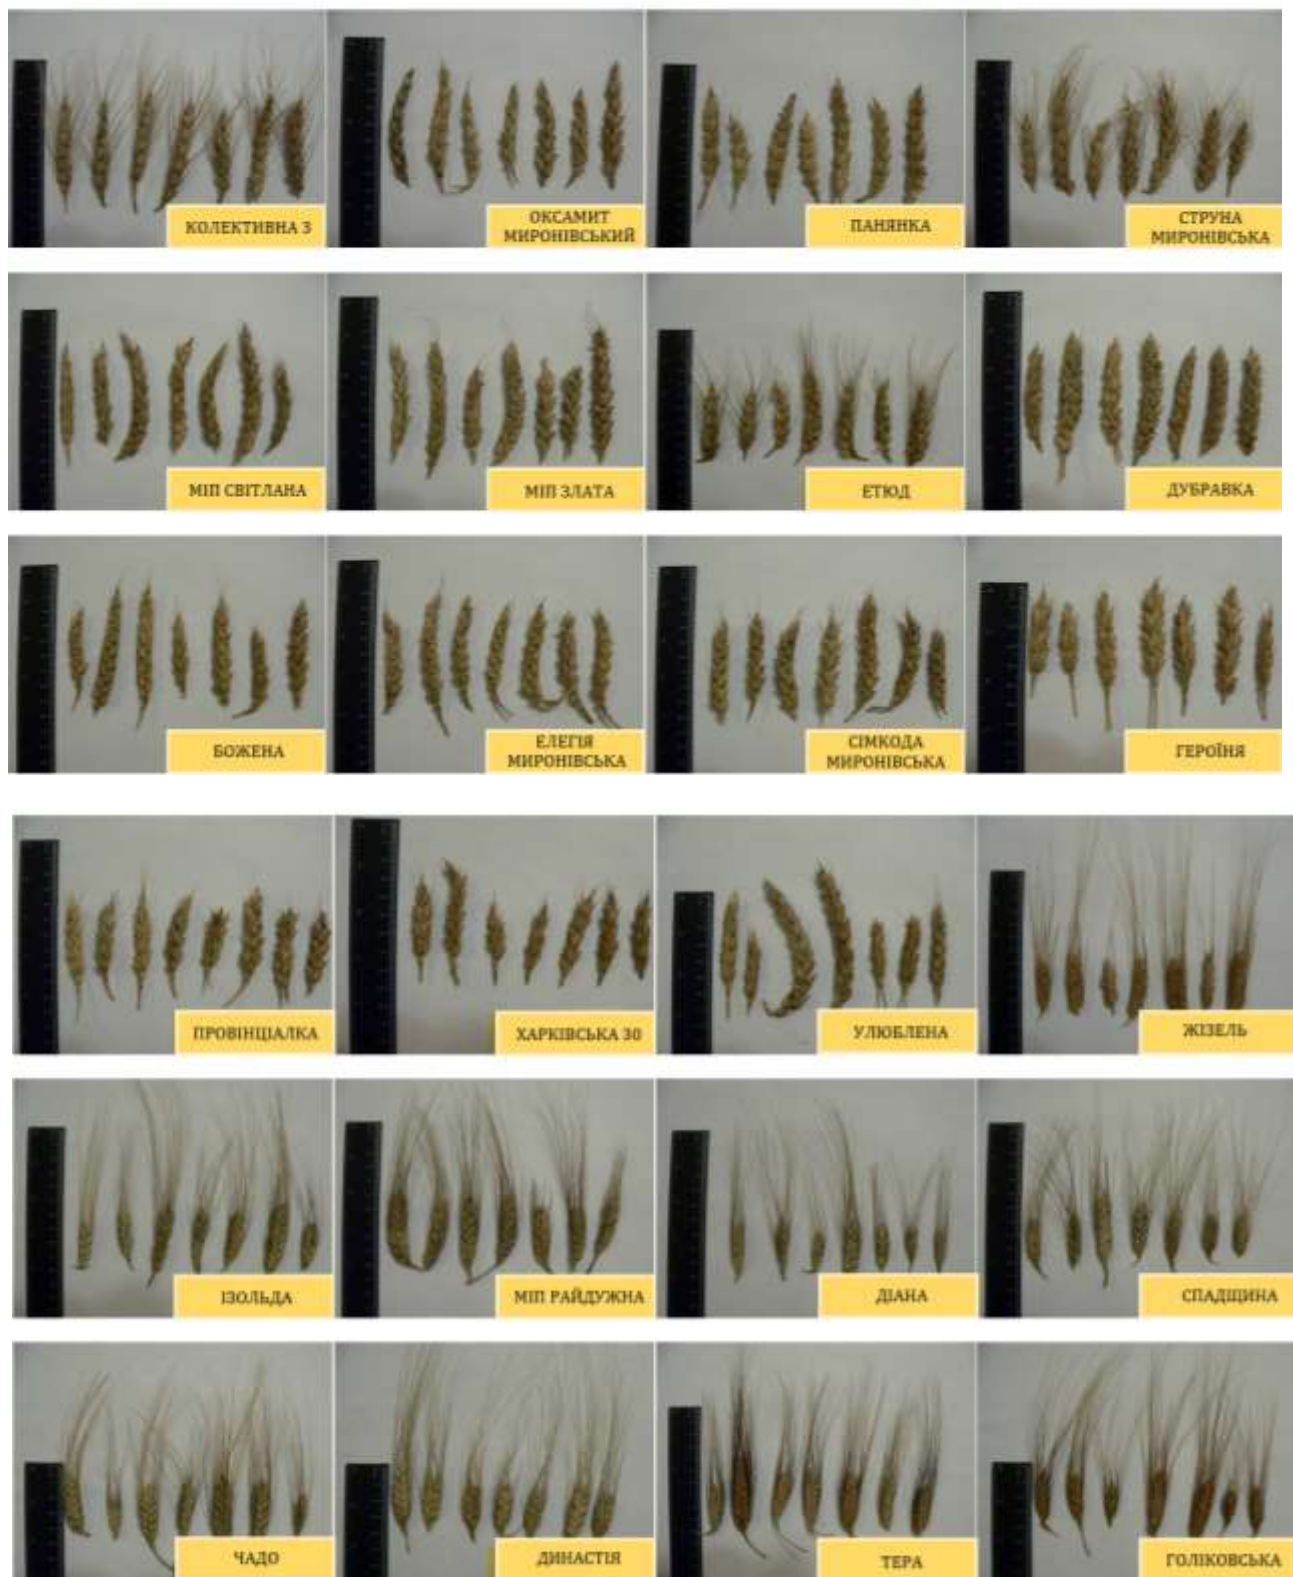 КОЛЕКТИВНА 3
ОКСАМИТ
МИРОНІВСЬКИЙ
ПАНЯНКА
СТРУНА
МИРОНІВСЬКА
МІП СВІТЛАНА
МІП ЗЛАТА
ЕТЮД
ДУБРАВКА
БОЖЕНА
ЕЛЕГІЯ
МИРОНІВСЬКА
СІМКОДА
МИРОНІВСЬКА
ГЕРОЇНЯ
ПРОВІНЦІАЛКА
ХАРКІВСЬКА 30
УЛЮБЛЕНА
ЖІЗЕЛЬ
ІЗОЛЬДА
МІП РАЙДУЖНА
ДІАНА
СПАДЩИНА
ЧАДО
ДИНАСТІЯ
ТЕРА
ГОЛІКОВСЬКА